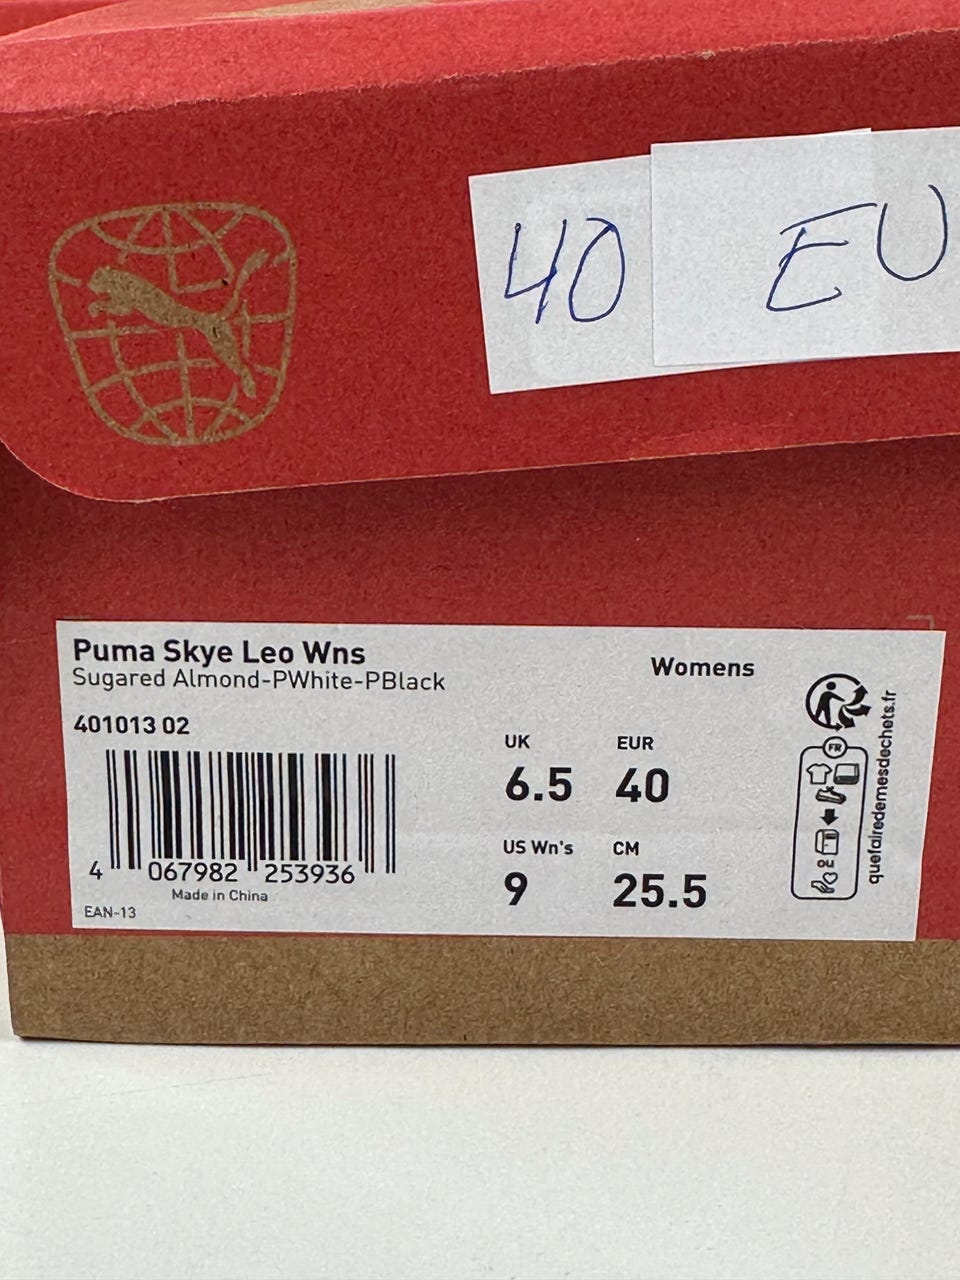 40 EU
Puma Skye Leo Wns
Sugared Almond-PWhite-PBlack
Womens
401013 02
UK
EUR
6.5
40
US Wn's
CM
9
25.5
4 067982 253936
Made in China
EAN-13
FR
ou
quefairedemesdechets.fr